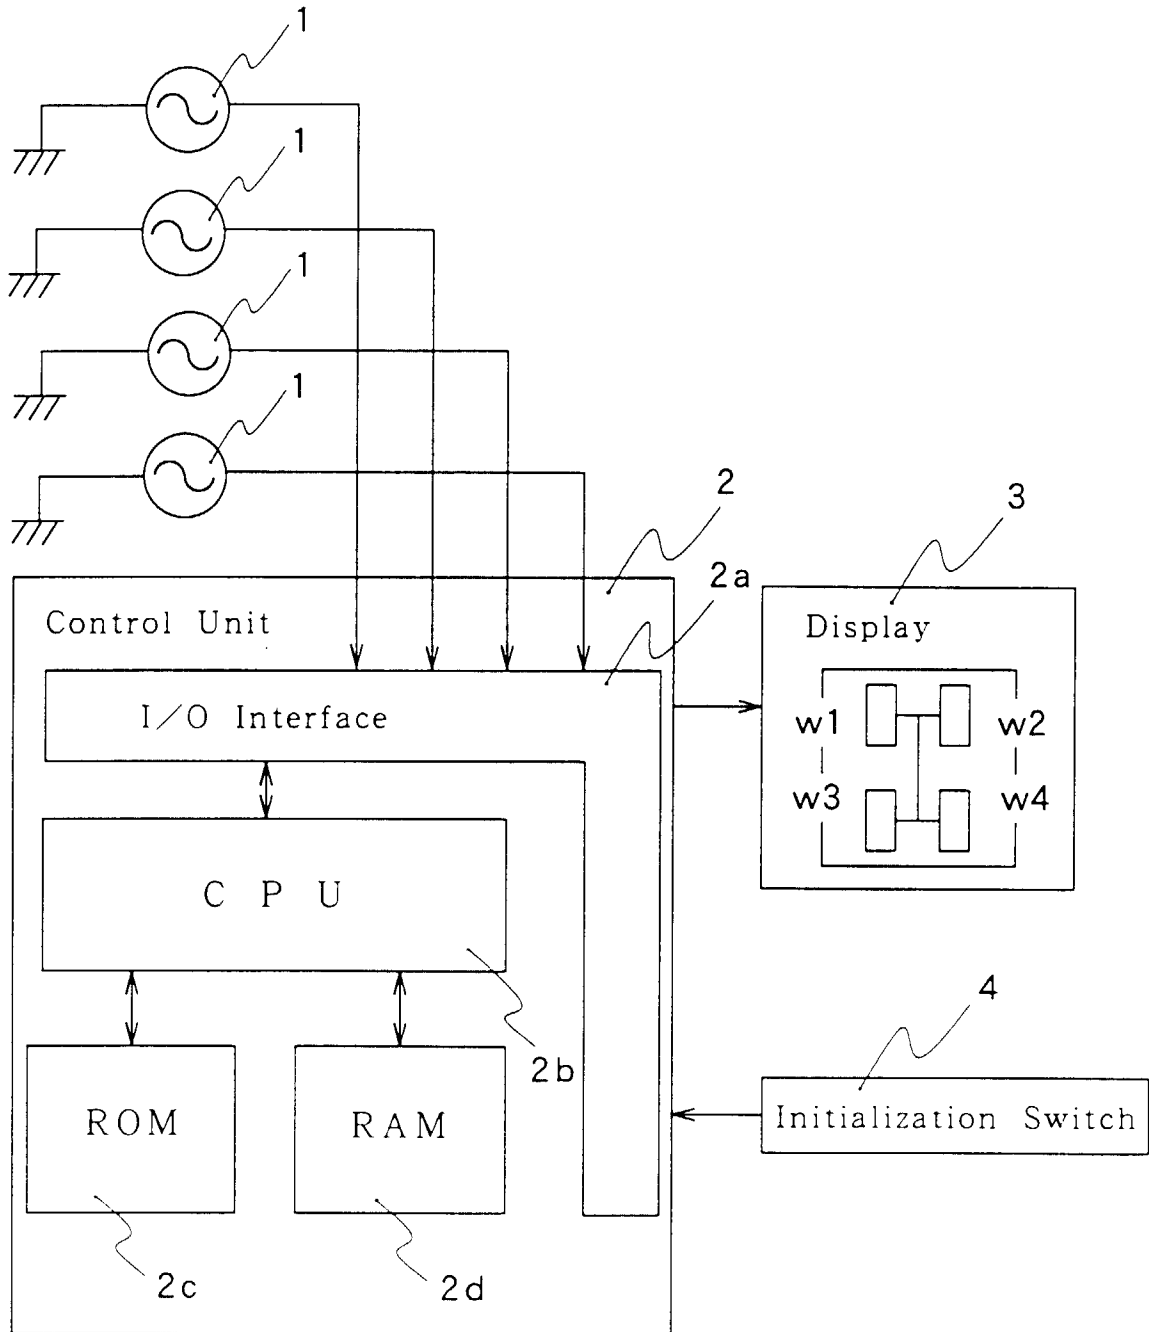 1
1
1
1
2
3
2a
Control Unit
Display
I/O Interface
w1 w2
w3 w4
C P U
4
2b
ROM RAM
Initialization Switch
2c
2d